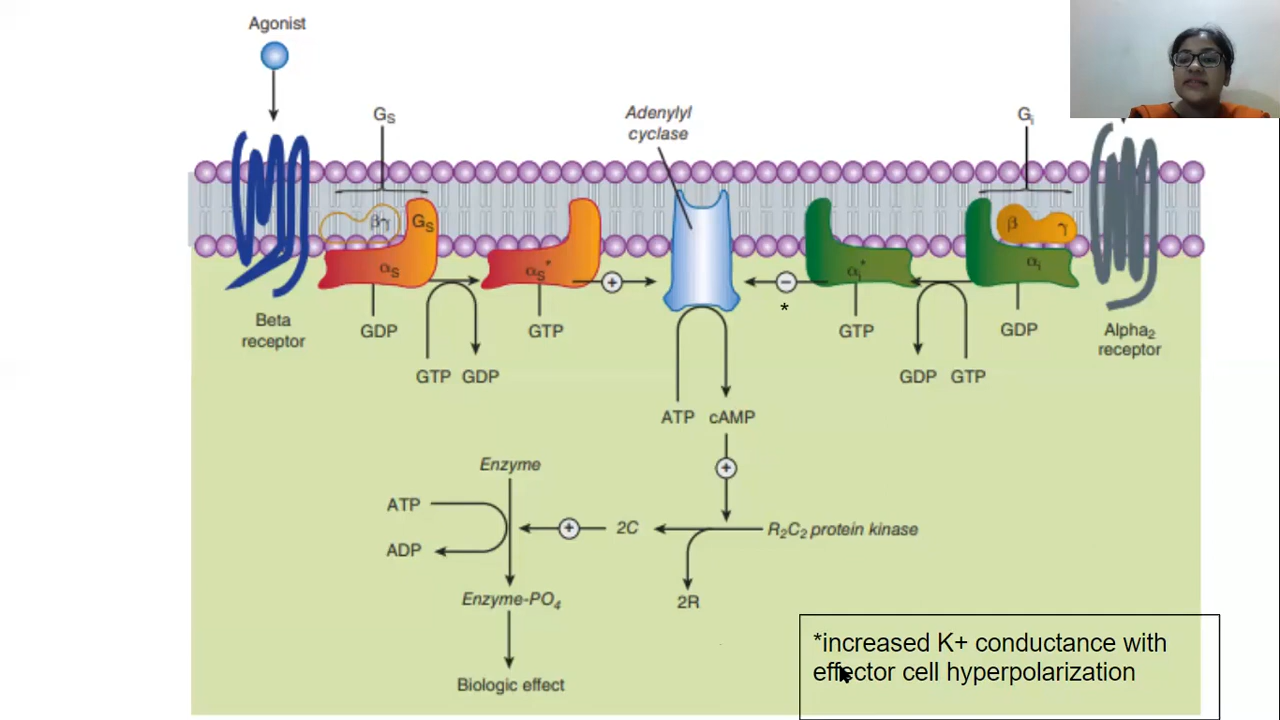 Agonist
Gs
Adenylyl
cyclase
Gi
βγ
Gs
β
γ
αs
αs*
αi*
αi
+
−
*
Beta
receptor
GDP
GTP
GTP
GDP
Alpha2
receptor
GTP GDP
GDP GTP
ATP cAMP
+
Enzyme
ATP
+
2C
R2C2 protein kinase
ADP
Enzyme-PO4
2R
*increased K+ conductance with
effector cell hyperpolarization
Biologic effect